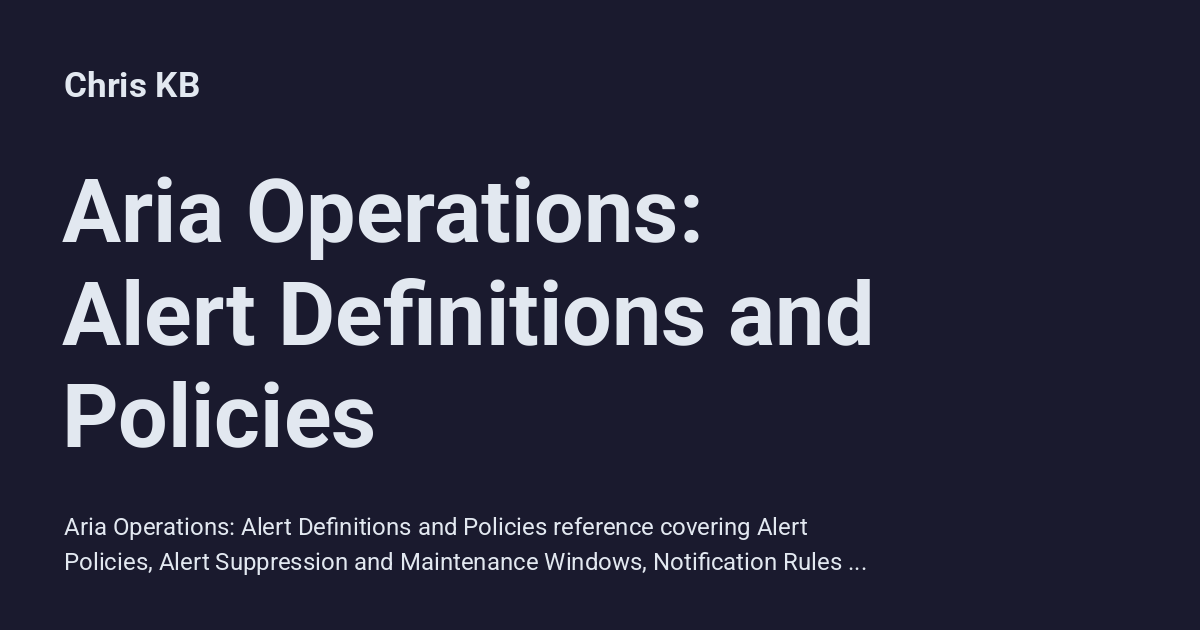 Chris KB
Aria Operations:
Alert Definitions and
Policies
Aria Operations: Alert Definitions and Policies reference covering Alert
Policies, Alert Suppression and Maintenance Windows, Notification Rules ...